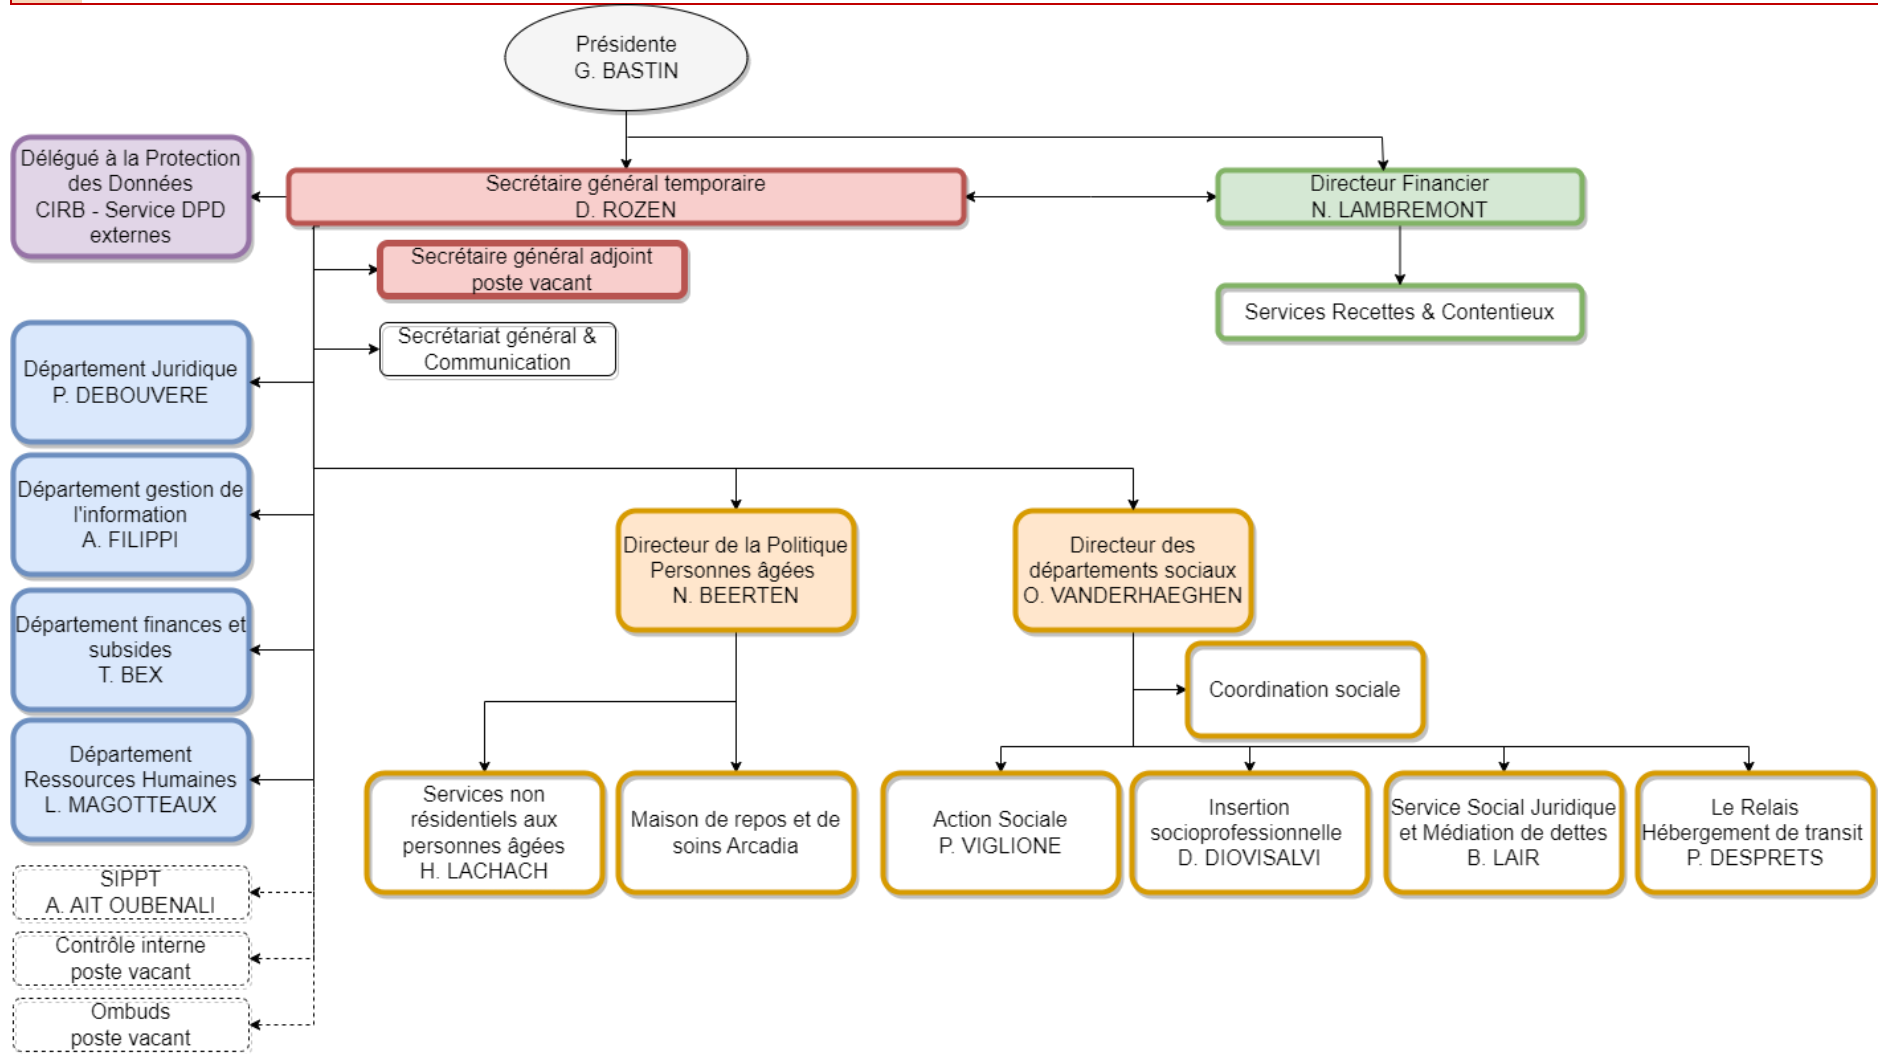 Présidente
G. BASTIN
Délégué à la Protection
des Données
CIRB - Service DPD
externes
Secrétaire général temporaire
D. ROZEN
Directeur Financier
N. LAMBREMONT
Secrétaire général adjoint
poste vacant
Services Recettes & Contentieux
Secrétariat général &
Communication
Département Juridique
P. DEBOUVERE
Département gestion de
l'information
A. FILIPPI
Directeur de la Politique
Personnes âgées
N. BEERTEN
Directeur des
départements sociaux
O. VANDERHAEGHEN
Département finances et
subsides
T. BEX
Coordination sociale
Département
Ressources Humaines
L. MAGOTTEAUX
Services non
résidentiels aux
personnes âgées
H. LACHACH
Maison de repos et de
soins Arcadia
Action Sociale
P. VIGLIONE
Insertion
socioprofessionnelle
D. DIOVISALVI
Service Social Juridique
et Médiation de dettes
B. LAIR
Le Relais
Hébergement de transit
P. DESPRETS
SIPPT
A. AIT OUBENALI
Contrôle interne
poste vacant
Ombuds
poste vacant